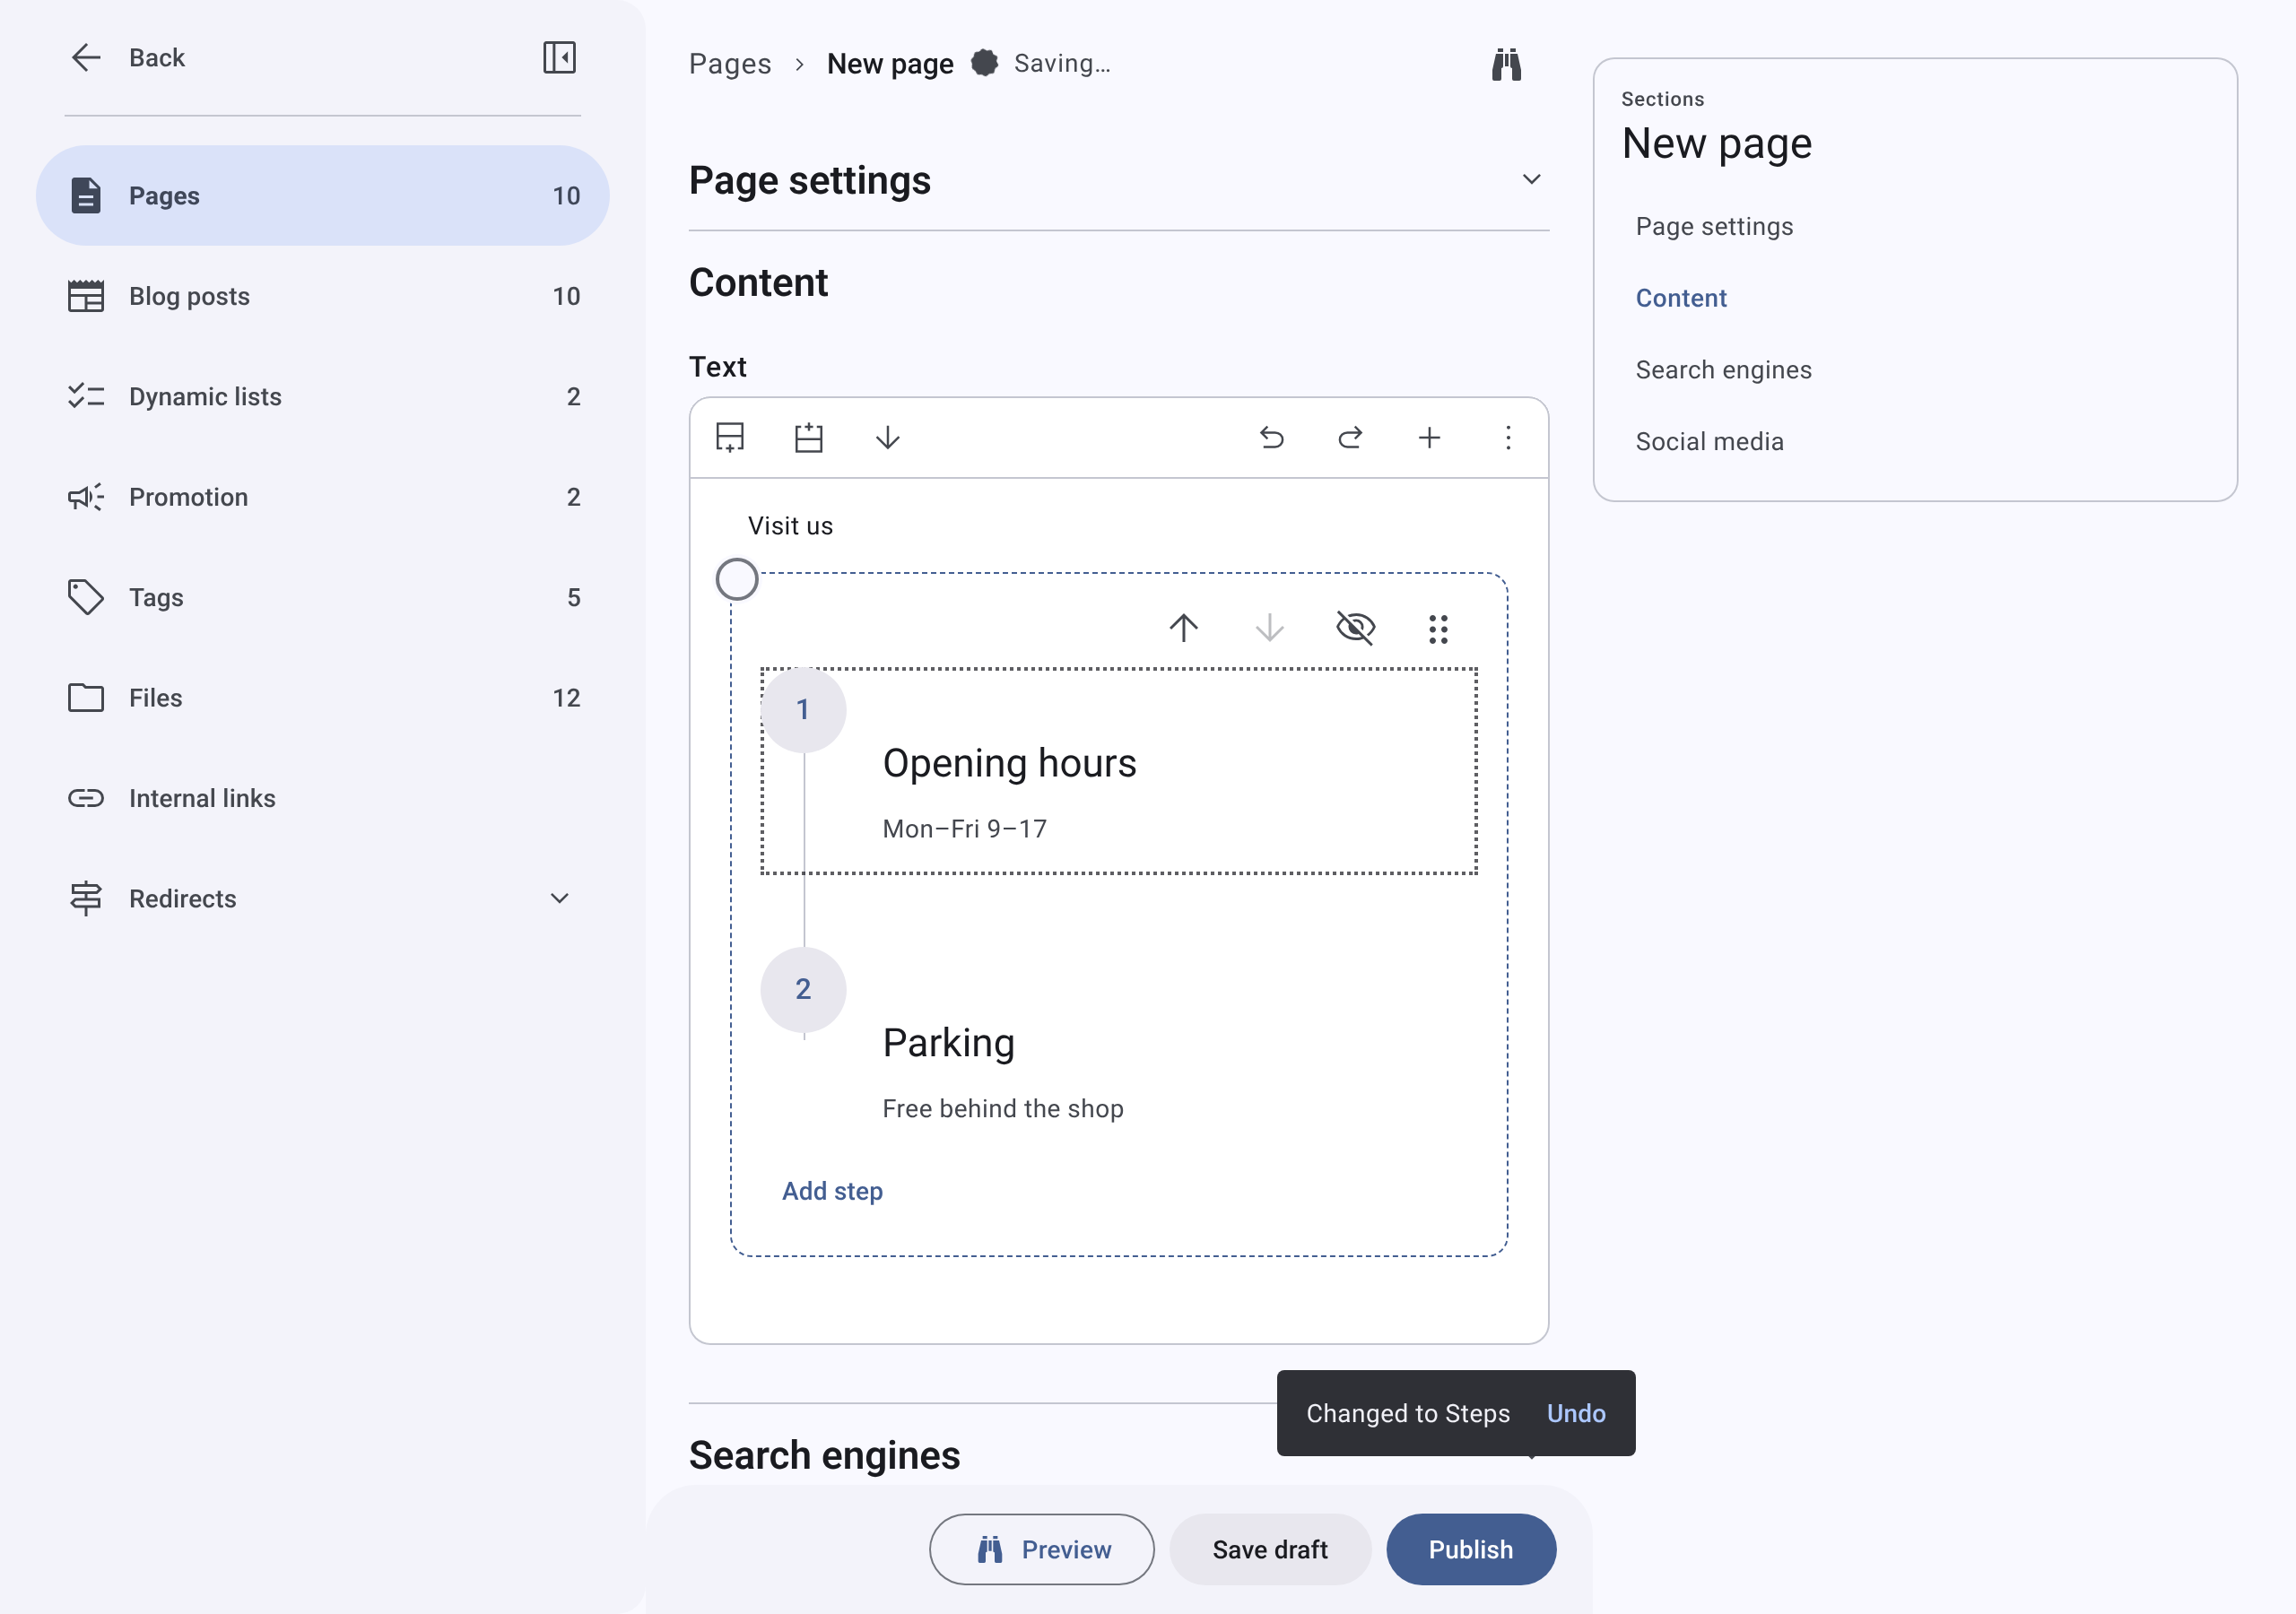 Back
Pages 10
Blog posts 10
Dynamic lists 2
Promotion 2
Tags 5
Files 12
Internal links
Redirects
Pages > New page Saving…
Page settings
Content
Text
Visit us
1
Opening hours
Mon–Fri 9–17
2
Parking
Free behind the shop
Add step
Search engines
Changed to Steps Undo
Preview Save draft Publish
Sections
New page
Page settings
Content
Search engines
Social media